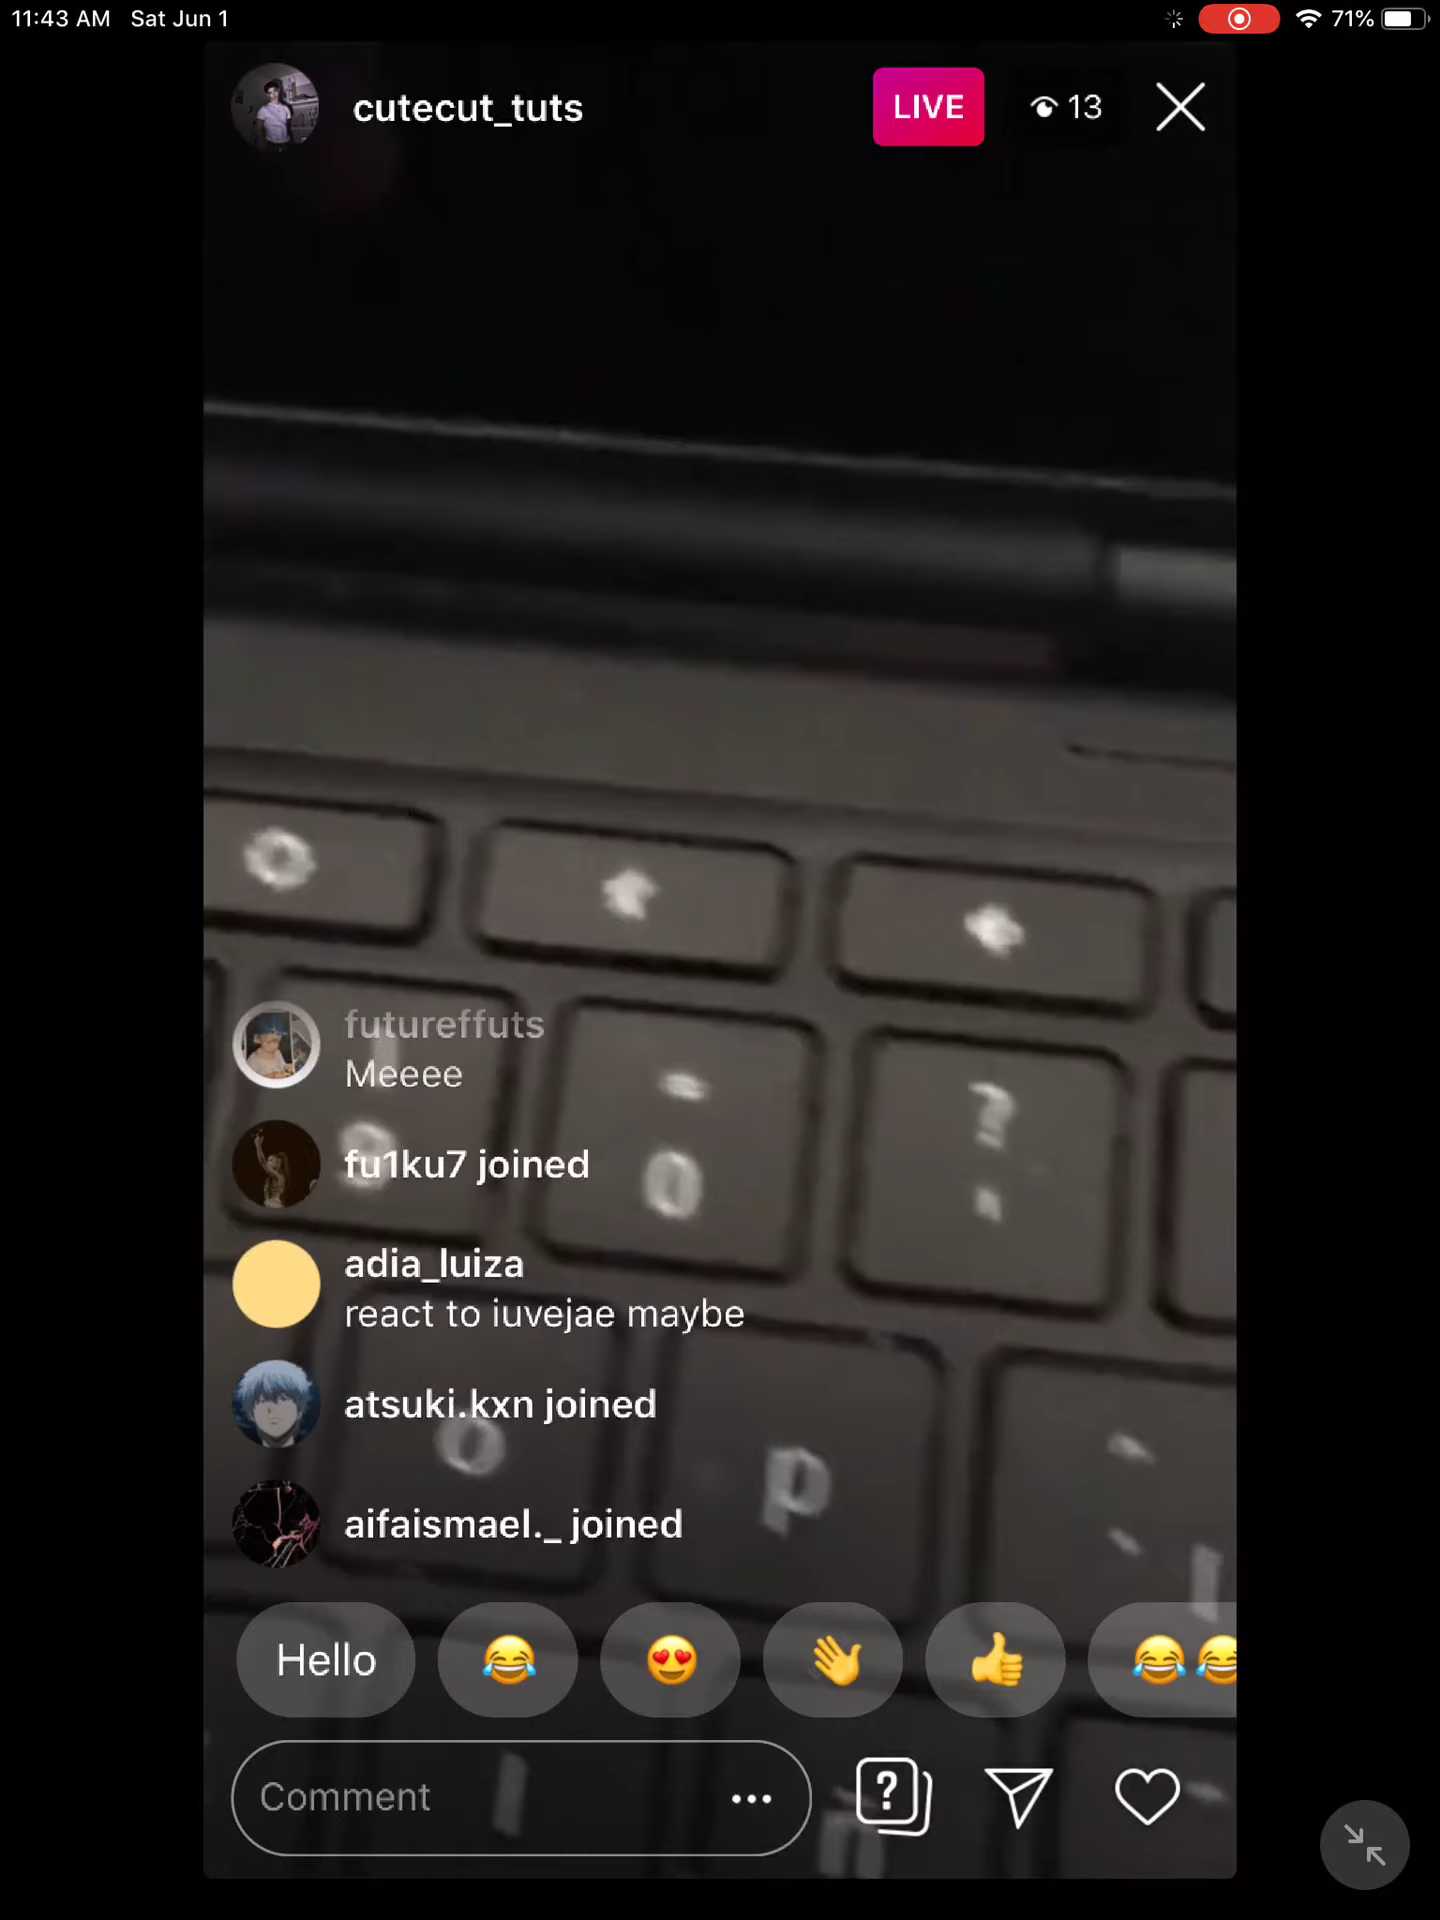 11:43 AM Sat Jun 1
71%
cutecut_tuts
LIVE
13
futureffuts
Meeee
fu1ku7 joined
adia_luiza
react to iuvejae maybe
atsuki.kxn joined
aifaismael._ joined
Hello
Comment
?
0
?
o
p